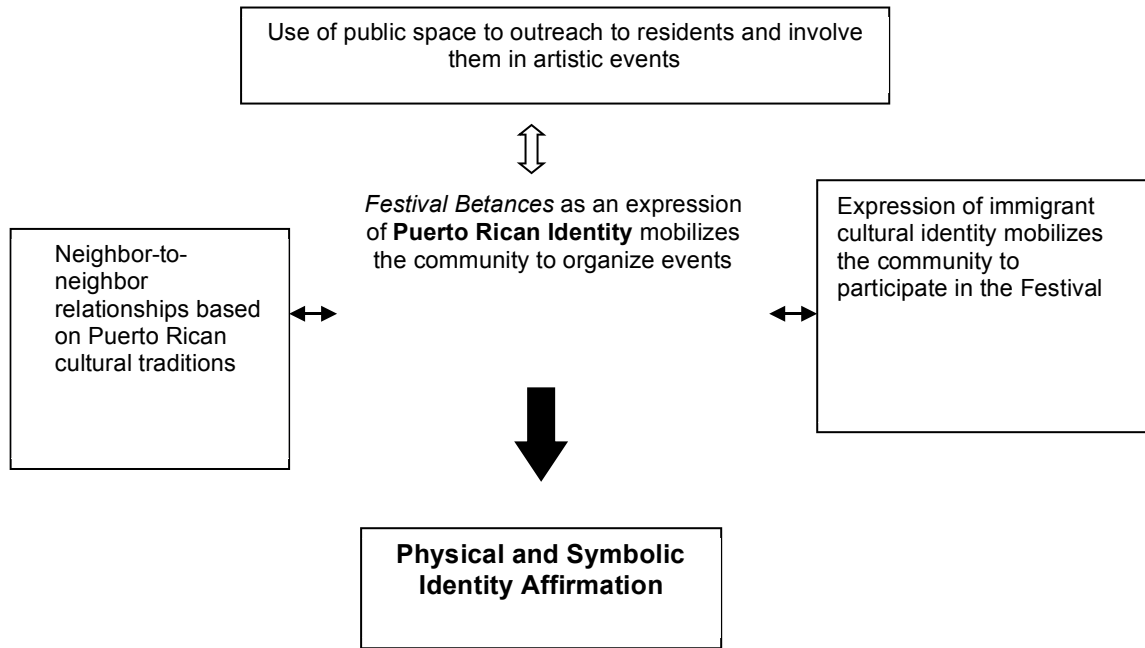 Use of public space to outreach to residents and involve
them in artistic events
Festival Betances as an expression
of Puerto Rican Identity mobilizes
the community to organize events
Neighbor-to-
neighbor
relationships based
on Puerto Rican
cultural traditions
Expression of immigrant
cultural identity mobilizes
the community to
participate in the Festival
Physical and Symbolic
Identity Affirmation